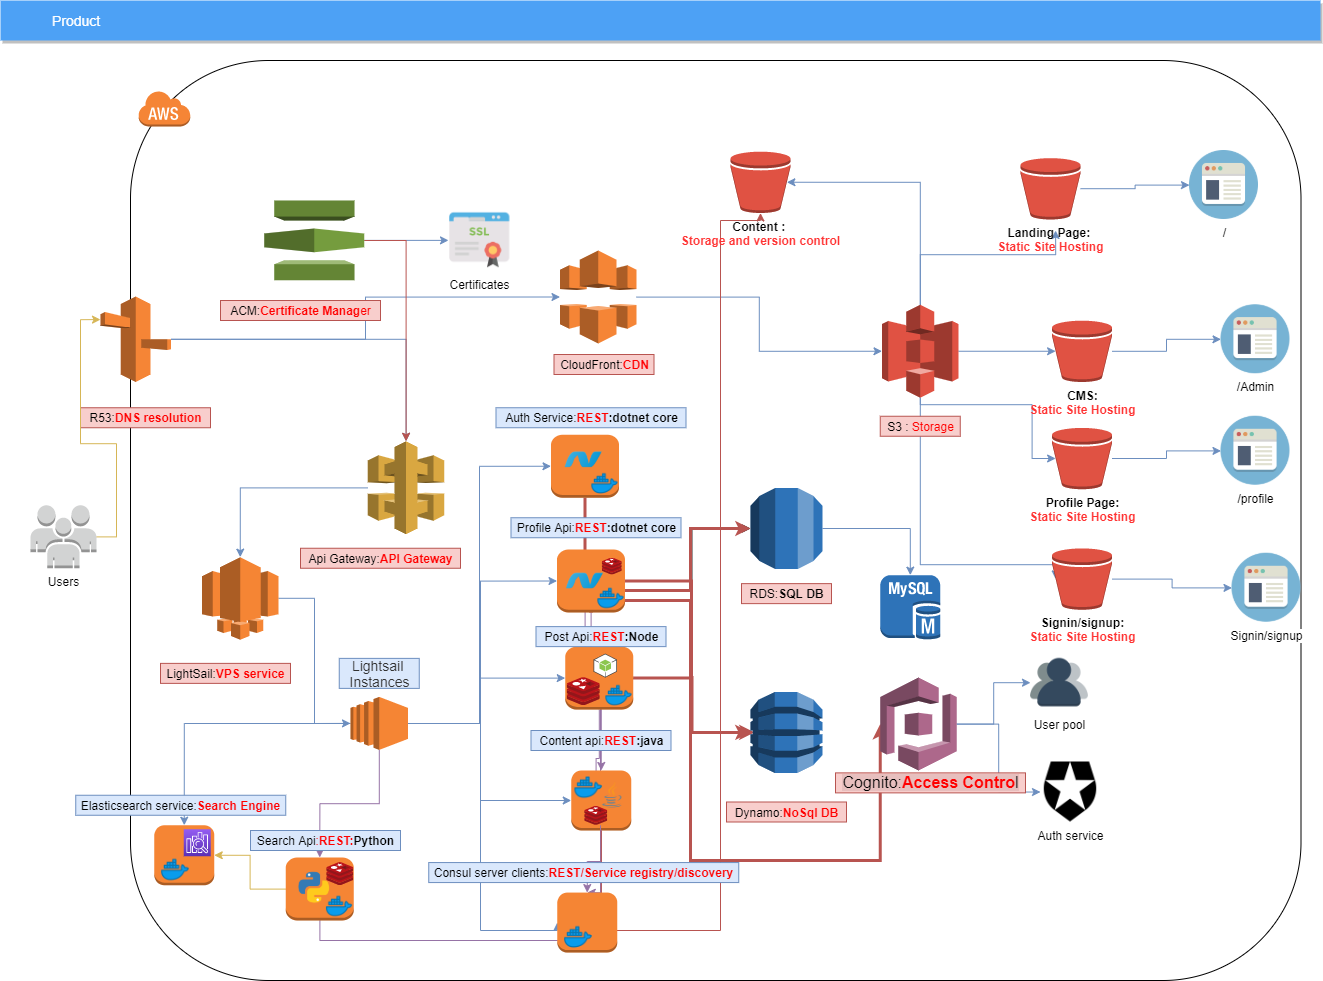 Product
AWS
SSL
Certificates
ACM:Certificate Manager
Content :
Storage and version control
Landing Page:
Static Site Hosting
/
CloudFront:CDN
R53:DNS resolution
S3 : Storage
CMS:
Static Site Hosting
/Admin
Auth Service:REST:dotnet core
Profile Page:
Static Site Hosting
/profile
Users
Api Gateway:API Gateway
Profile Api:REST:dotnet core
RDS:SQL DB
MySQL
M
Signin/signup:
Static Site Hosting
Signin/signup
Post Api:REST:Node
LightSail:VPS service
Lightsail
Instances
User pool
Content api:REST:java
Cognito:Access Control
Elasticsearch service:Search Engine
Dynamo:NoSql DB
Auth service
Search Api:REST:Python
Consul server clients:REST/Service registry/discovery